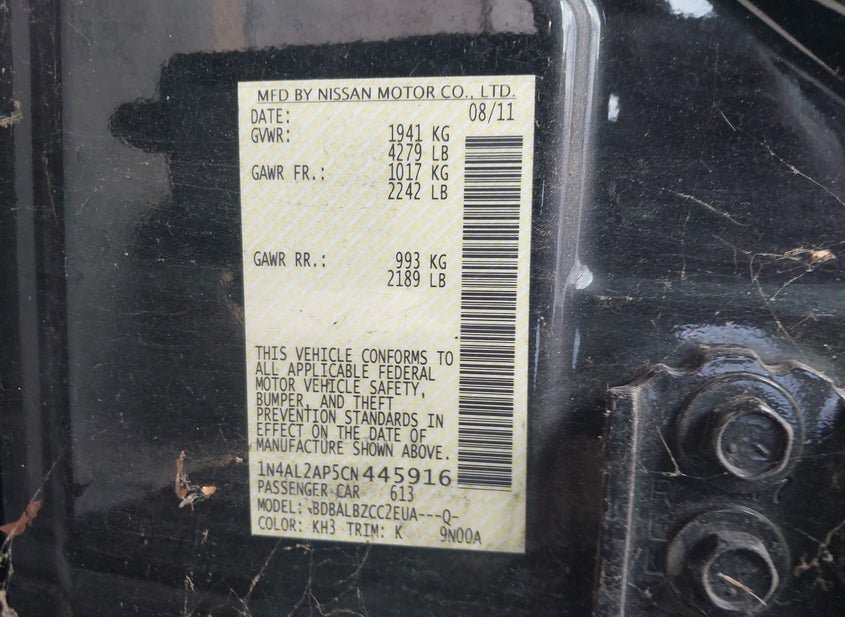 MFD BY NISSAN MOTOR CO., LTD.
DATE: 08/11
GVWR: 1941 KG
4279 LB
GAWR FR.: 1017 KG
2242 LB
GAWR RR.: 993 KG
2189 LB
THIS VEHICLE CONFORMS TO
ALL APPLICABLE FEDERAL
MOTOR VEHICLE SAFETY,
BUMPER, AND THEFT
PREVENTION STANDARDS IN
EFFECT ON THE DATE OF
MANUFACTURE SHOWN ABOVE.
1N4AL2AP5CN445916
PASSENGER CAR 613
MODEL: BDBALBZCC2EUA---Q-
COLOR: KH3 TRIM: K 9N00A